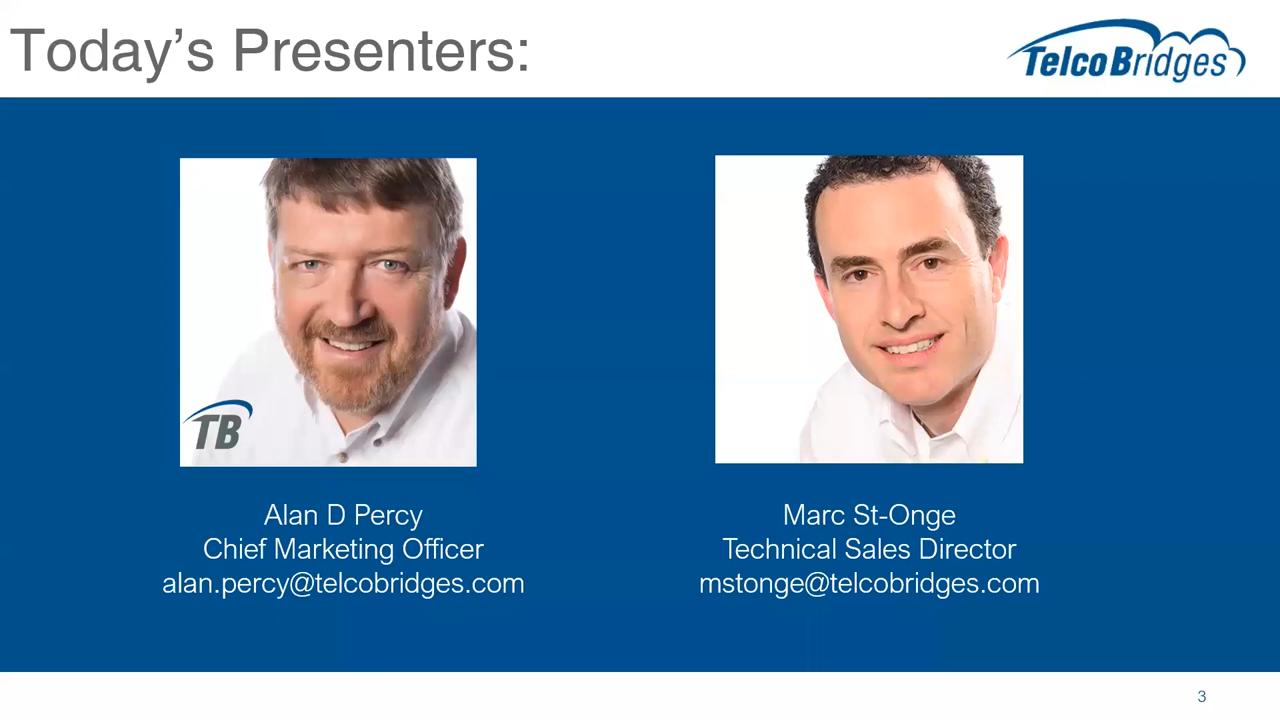 Today’s Presenters:
TelcoBridges
TB
Alan D Percy
Chief Marketing Officer
alan.percy@telcobridges.com
Marc St-Onge
Technical Sales Director
mstonge@telcobridges.com
3